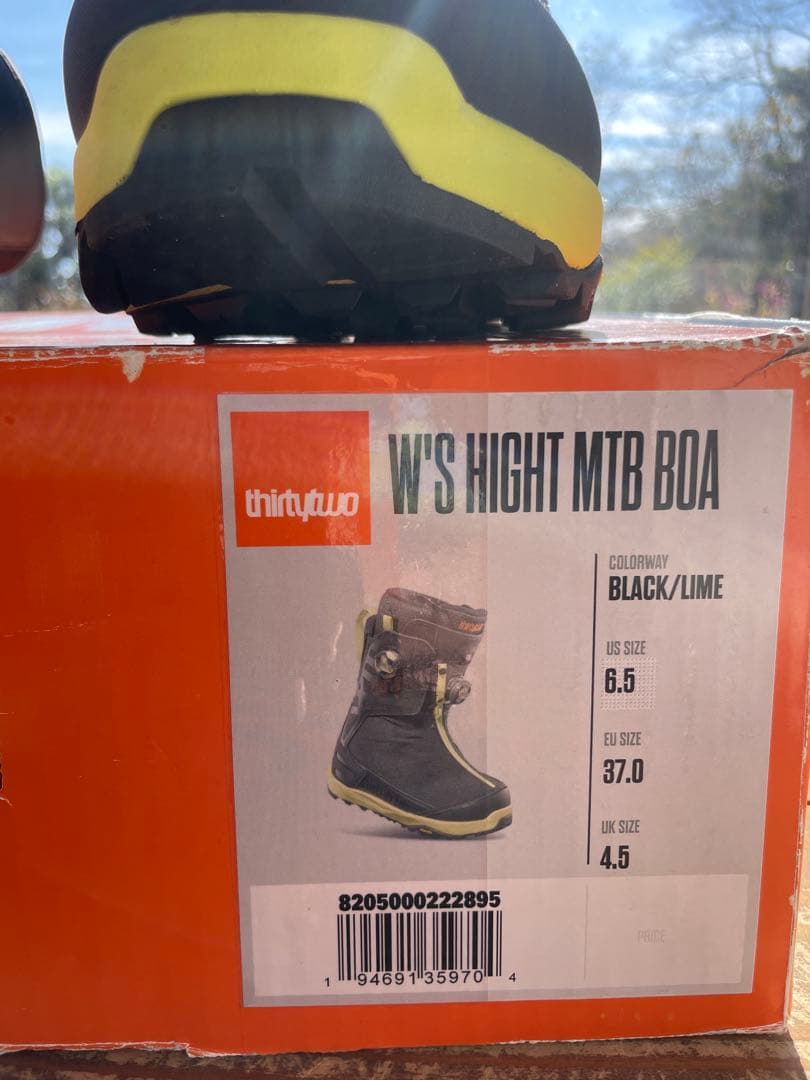 thirtytwo
W'S HIGHT MTB BOA
COLORWAY
BLACK/LIME
US SIZE
6.5
EU SIZE
37.0
UK SIZE
4.5
8205000222895
1 94691 35970 4
PRICE